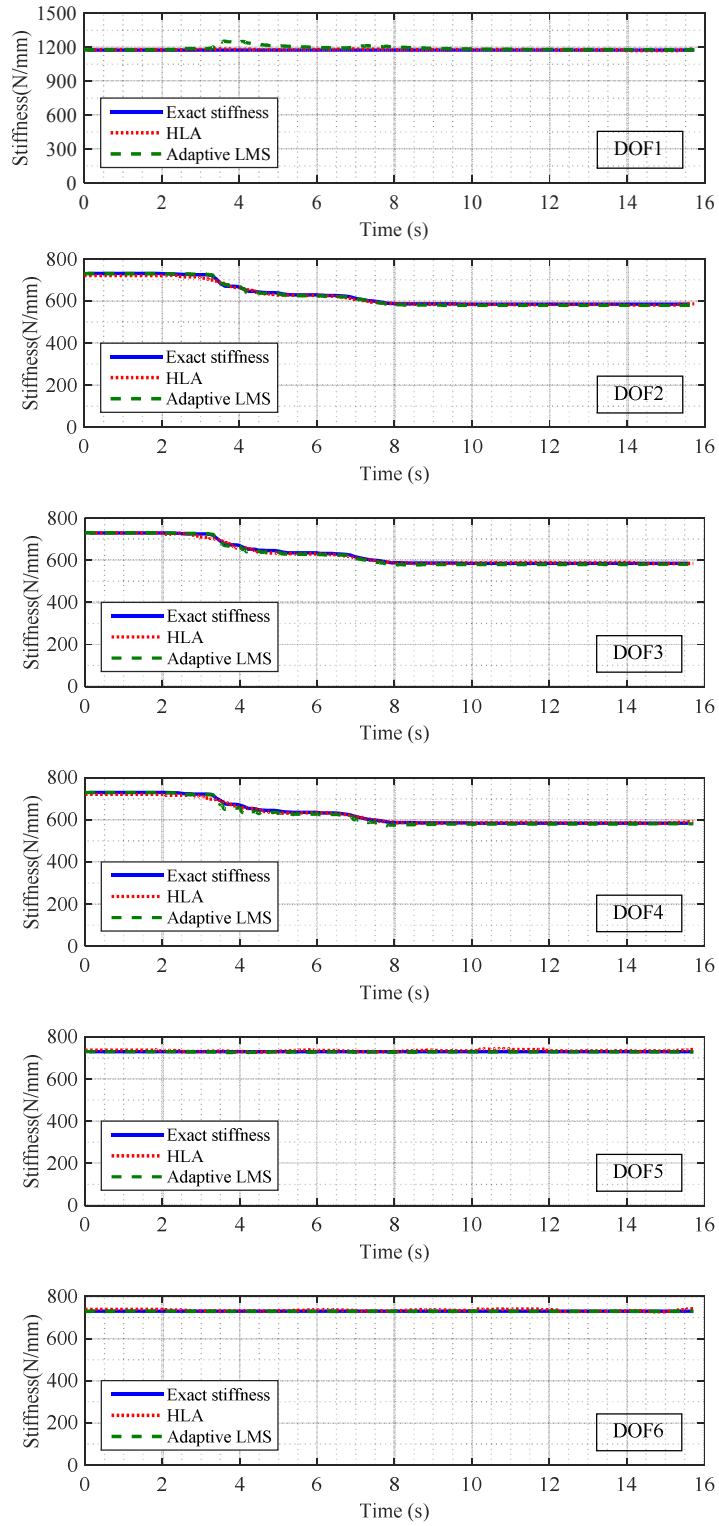 1500
1200
900
600
300
0
Stiffness(N/mm)
Exact stiffness
HLA
Adaptive LMS
DOF1
0 2 4 6 8 10 12 14 16
Time (s)
800
600
400
200
0
Stiffness(N/mm)
Exact stiffness
HLA
Adaptive LMS
DOF2
0 2 4 6 8 10 12 14 16
Time (s)
800
600
400
200
0
Stiffness(N/mm)
Exact stiffness
HLA
Adaptive LMS
DOF3
0 2 4 6 8 10 12 14 16
Time (s)
800
600
400
200
0
Stiffness(N/mm)
Exact stiffness
HLA
Adaptive LMS
DOF4
0 2 4 6 8 10 12 14 16
Time (s)
800
600
400
200
0
Stiffness(N/mm)
Exact stiffness
HLA
Adaptive LMS
DOF5
0 2 4 6 8 10 12 14 16
Time (s)
800
600
400
200
0
Stiffness(N/mm)
Exact stiffness
HLA
Adaptive LMS
DOF6
0 2 4 6 8 10 12 14 16
Time (s)